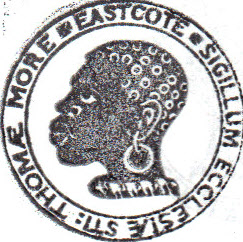 SIGILLUM ECCLESIÆ STI: THOMÆ MORE * EASTCOTE *